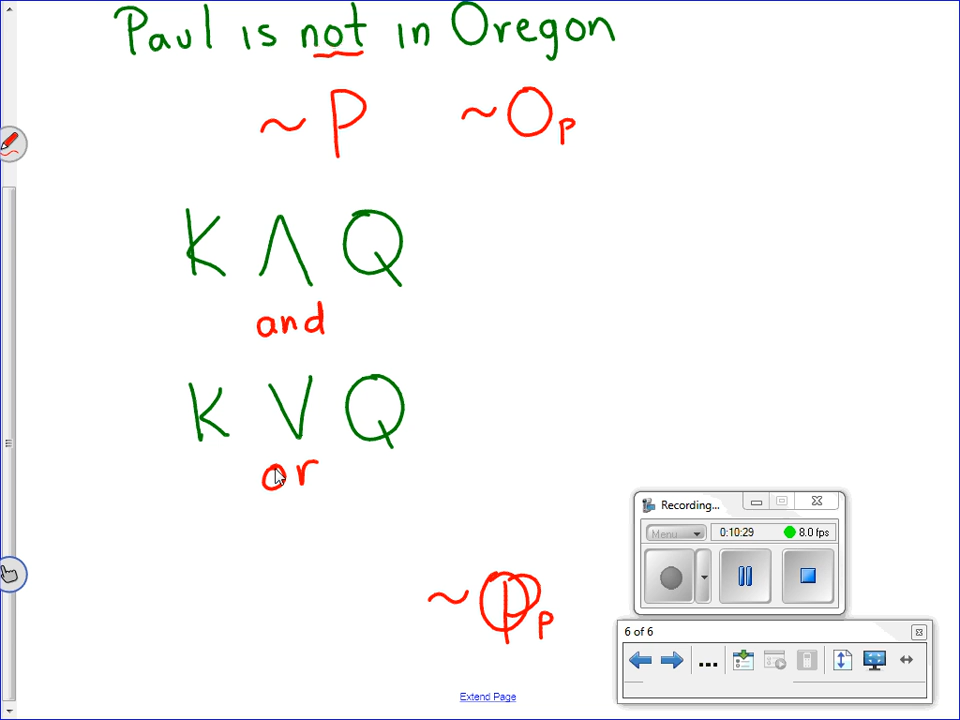 Paul is not in Oregon
~ P ~ Op
K Λ Q
and
K V Q
or
Recording...
Menu 0:10:29 8.0 fps
~ p
6 of 6
...
Extend Page